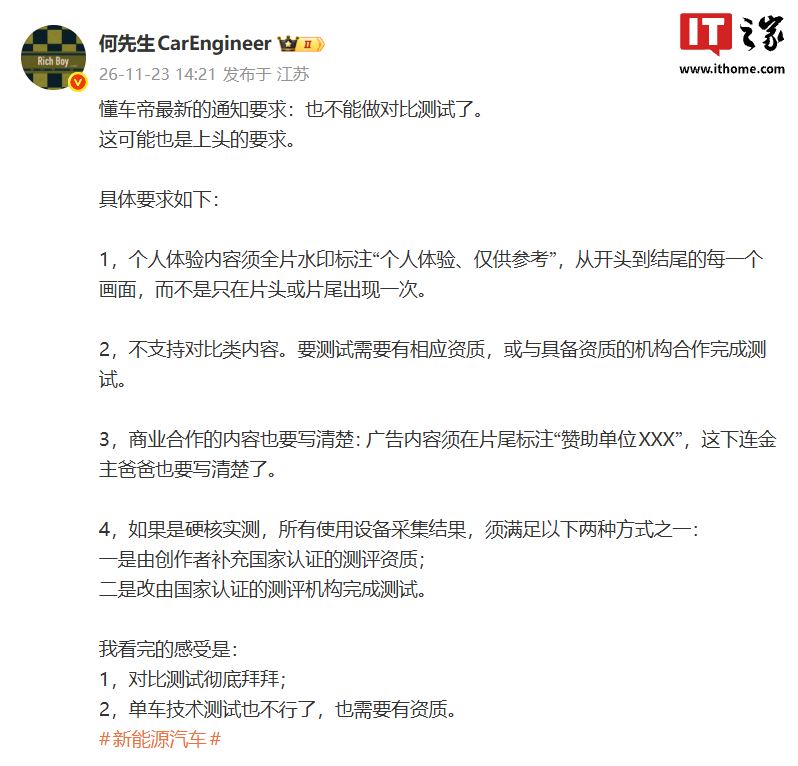 何先生CarEngineer II
IT之家
www.ithome.com
Rich Boy
26-11-23 14:21 发布于 江苏
懂车帝最新的通知要求：也不能做对比测试了。
这可能也是上头的要求。
具体要求如下：
1，个人体验内容须全片水印标注“个人体验、仅供参考”，从开头到结尾的每一个
画面，而不是只在片头或片尾出现一次。
2，不支持对比类内容。要测试需要有相应资质，或与具备资质的机构合作完成测
试。
3，商业合作的内容也要写清楚：广告内容须在片尾标注“赞助单位XXX”，这下连金
主爸爸也要写清楚了。
4，如果是硬核实测，所有使用设备采集结果，须满足以下两种方式之一：
一是由创作者补充国家认证的测评资质；
二是改由国家认证的测评机构完成测试。
我看完的感受是：
1，对比测试彻底拜拜；
2，单车技术测试也不行了，也需要有资质。
#新能源汽车#